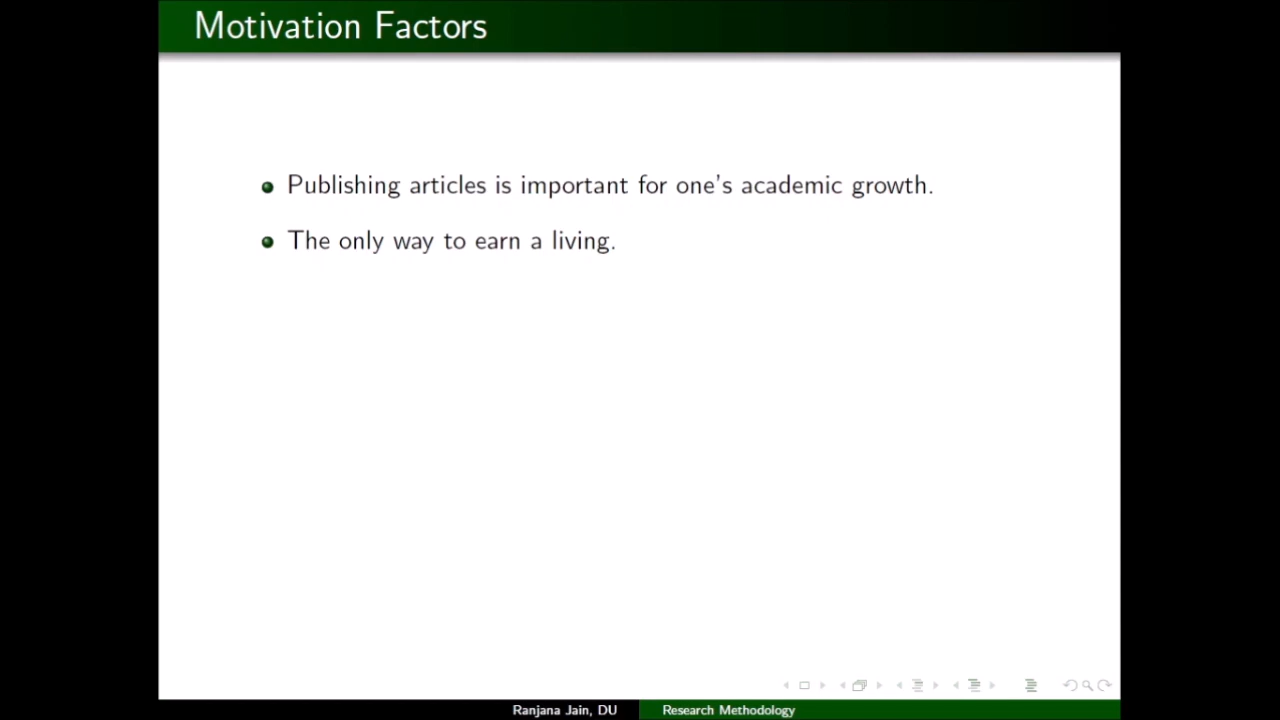 Motivation Factors
Publishing articles is important for one's academic growth.
The only way to earn a living.
Ranjana Jain, DU
Research Methodology